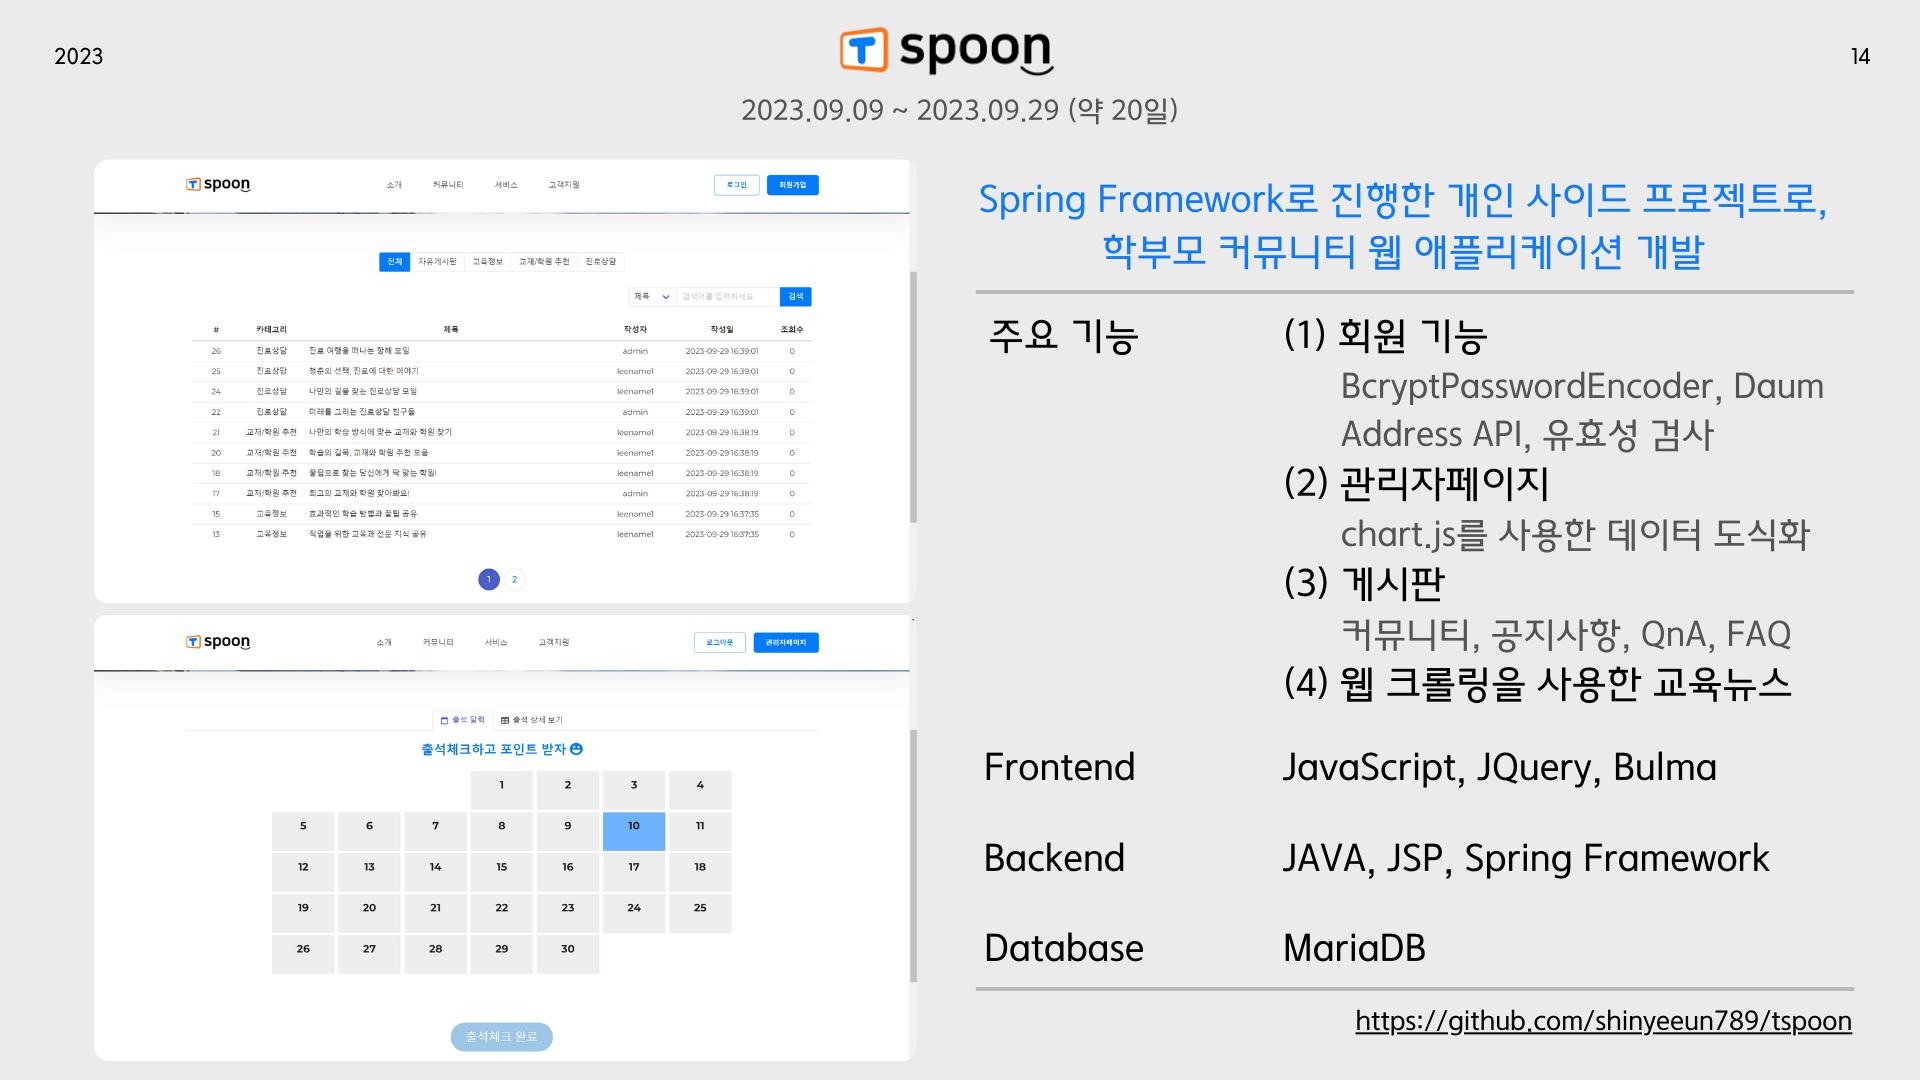 2023
T spoon
14
2023.09.09 ~ 2023.09.29 (약 20일)
T spoon 소개 커뮤니티 서비스 고객지원 로그인 회원가입
전체 자유게시판 교육정보 교재/학원 추천 진로상담
제목 검색어를 입력하세요 검색
# 카테고리 제목 작성자 작성일 조회수
26 진로상담 진로 여행을 떠나는 항해 모임 admin 2023-09-29 16:39:01 0
25 진로상담 청춘의 선택, 진로에 대한 이야기 leename1 2023-09-29 16:39:01 0
24 진로상담 나만의 길을 찾는 진로상담 모임 leename1 2023-09-29 16:39:01 0
22 진로상담 미래를 그리는 진로상담 친구들 admin 2023-09-29 16:39:01 0
21 교재/학원 추천 나만의 학습 방식에 맞는 교재와 학원 찾기 leename1 2023-09-29 16:38:19 0
20 교재/학원 추천 학습의 길목, 교재와 학원 추천 모음 leename1 2023-09-29 16:38:19 0
18 교재/학원 추천 꿀팁으로 찾는 당신에게 딱 맞는 학원! leename1 2023-09-29 16:38:19 0
17 교재/학원 추천 최고의 교재와 학원 찾아봐요! admin 2023-09-29 16:38:19 0
15 교육정보 효과적인 학습 방법과 꿀팁 공유 leename1 2023-09-29 16:37:35 0
13 교육정보 직업을 위한 교육과 전문 지식 공유 leename1 2023-09-29 16:37:35 0
1 2
T spoon 소개 커뮤니티 서비스 고객지원 로그아웃 관리자페이지
출석 달력 출석 상세 보기
출석체크하고 포인트 받자
1 2 3 4
5 6 7 8 9 10 11
12 13 14 15 16 17 18
19 20 21 22 23 24 25
26 27 28 29 30
출석체크 완료
Spring Framework로 진행한 개인 사이드 프로젝트로,
학부모 커뮤니티 웹 애플리케이션 개발
주요 기능 (1) 회원 기능
BcryptPasswordEncoder, Daum
Address API, 유효성 검사
(2) 관리자페이지
chart.js를 사용한 데이터 도식화
(3) 게시판
커뮤니티, 공지사항, QnA, FAQ
(4) 웹 크롤링을 사용한 교육뉴스
Frontend JavaScript, JQuery, Bulma
Backend JAVA, JSP, Spring Framework
Database MariaDB
https://github.com/shinyeeun789/tspoon